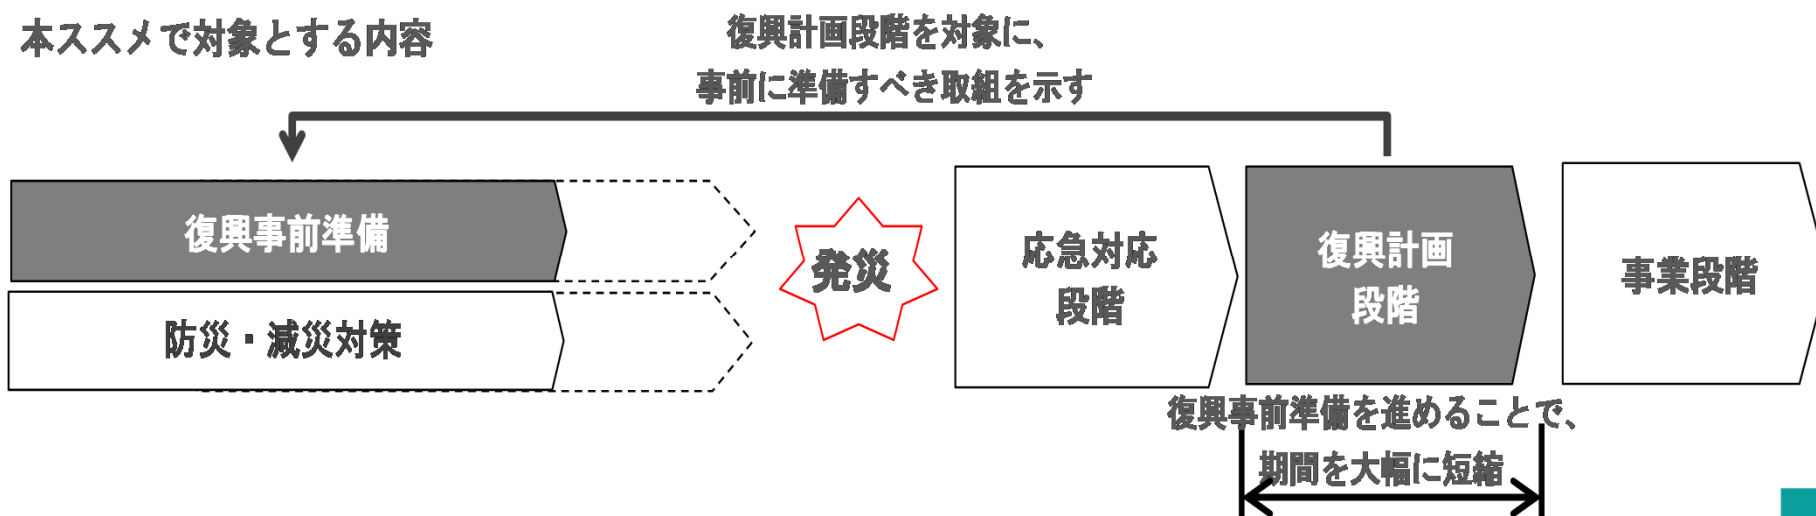 本ススメで対象とする内容
復興計画段階を対象に、
事前に準備すべき取組を示す
復興事前準備
防災・減災対策
発災
応急対応
段階
復興計画
段階
事業段階
復興事前準備を進めることで、
期間を大幅に短縮